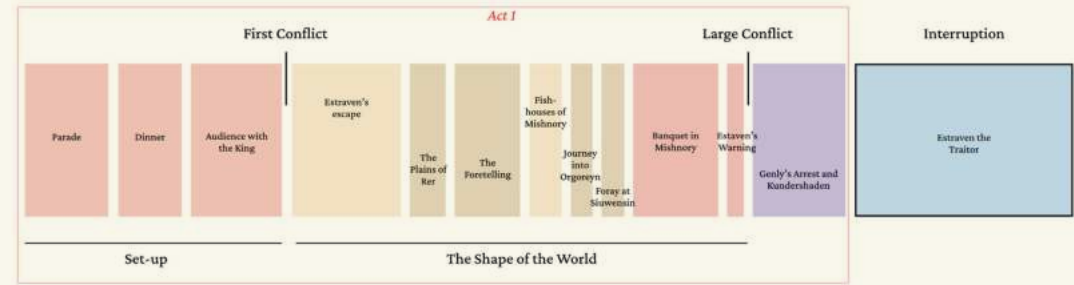 Act 1
First Conflict
Large Conflict
Interruption
Parade
Dinner
Audience with
the King
Estraven's
escape
The
Plains of
Rer
The
Foretelling
Fish-
houses of
Mishnory
Journey
into
Orgoreyn
Foray at
Siuwensin
Banquet in
Mishnory
Estaven's
Warning
Genly's Arrest and
Kundershaden
Estraven the
Traitor
Set-up
The Shape of the World